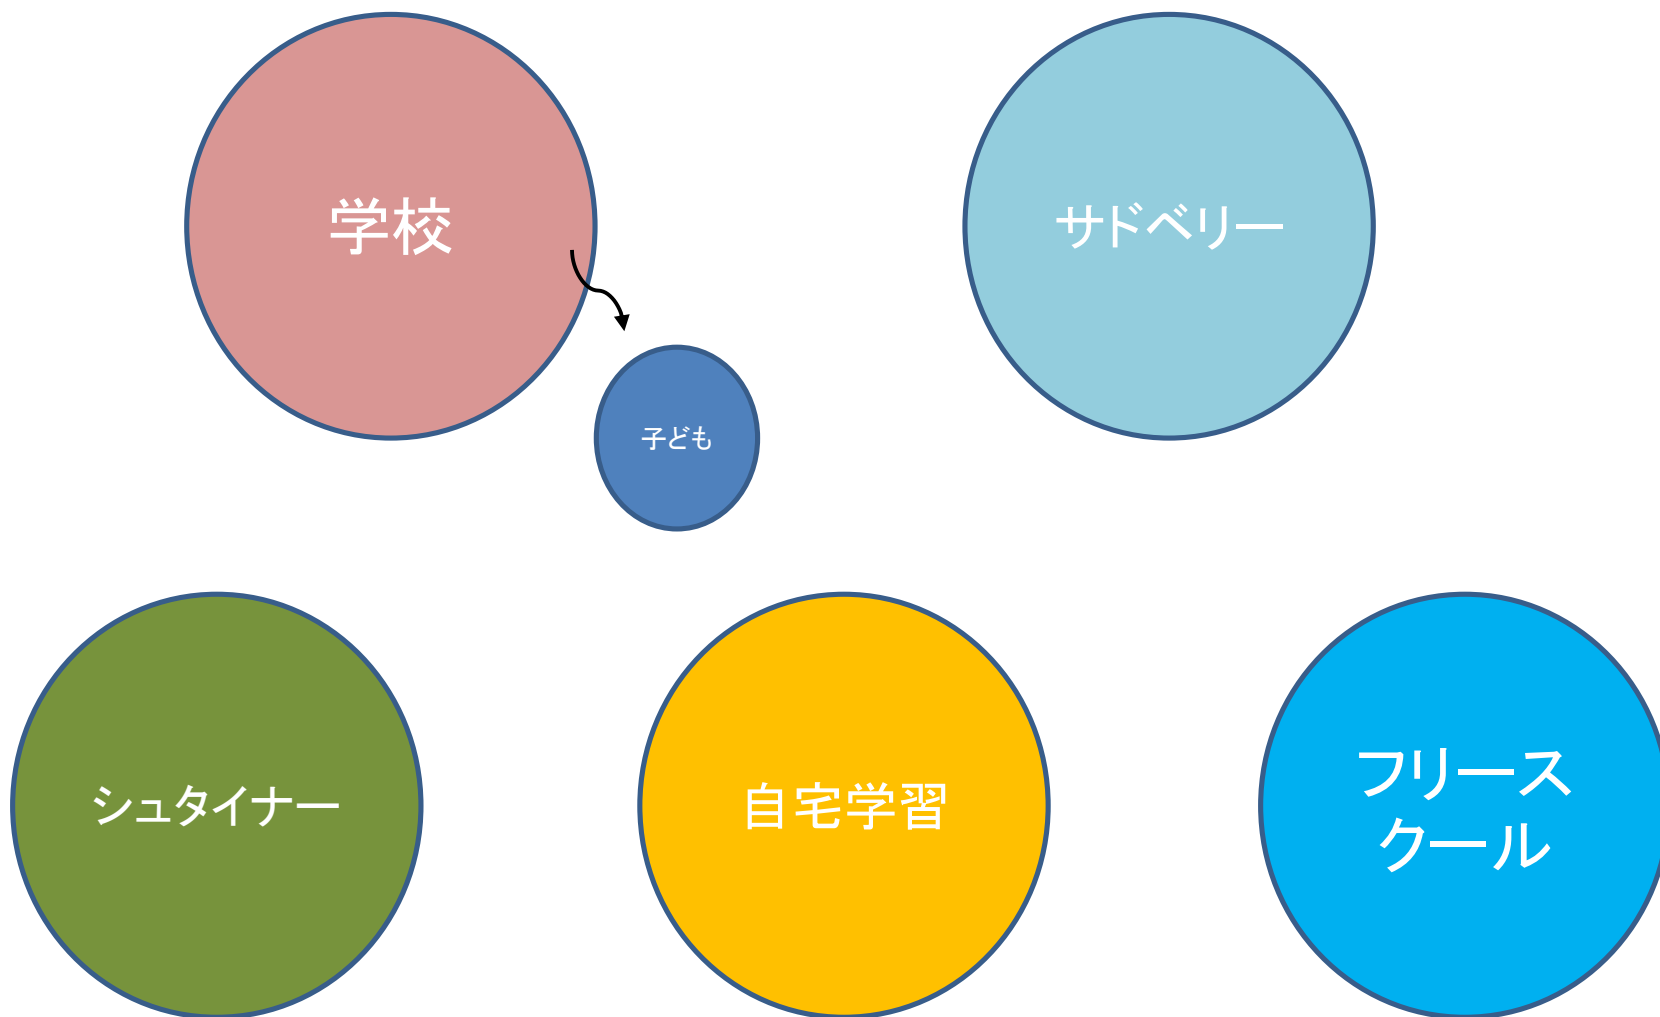 学校
サドベリー
子ども
シュタイナー
自宅学習
フリース
クール